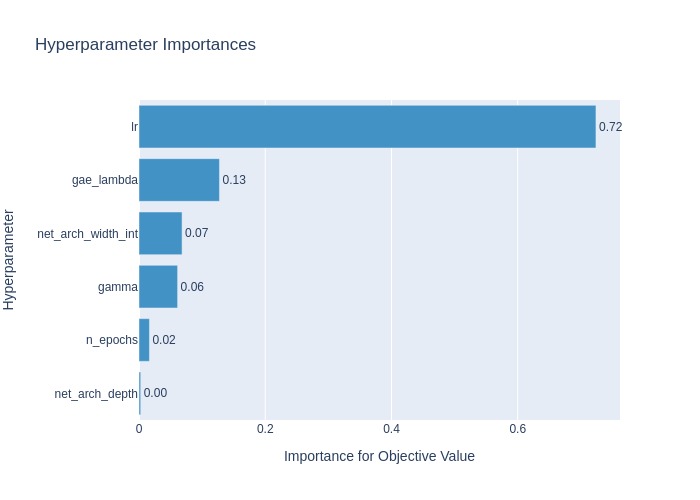 Hyperparameter Importances
lr
0.72
gae_lambda
0.13
net_arch_width_int
0.07
gamma
0.06
n_epochs
0.02
net_arch_depth
0.00
0
0.2
0.4
0.6
Importance for Objective Value
Hyperparameter